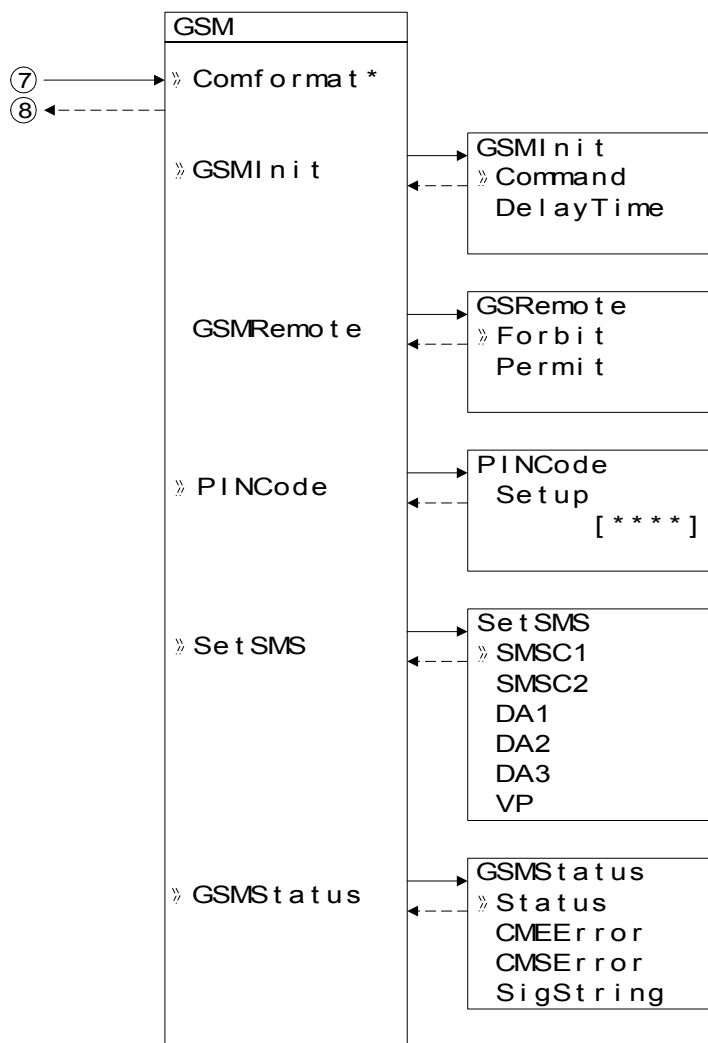 GSM
⑦
» Comformat*
⑧
» GSMInit
GSMInit
» Command
DelayTime
GSMRemote
GSRemote
» Forbit
Permit
» PINCode
PINCode
Setup
[****]
» SetSMS
SetSMS
» SMSC1
SMSC2
DA1
DA2
DA3
VP
» GSMStatus
GSMStatus
» Status
CMEError
CMSError
SigString